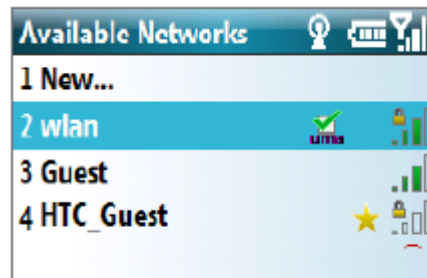 Available Networks
1 New...
2 wlan uma
3 Guest
4 HTC_Guest